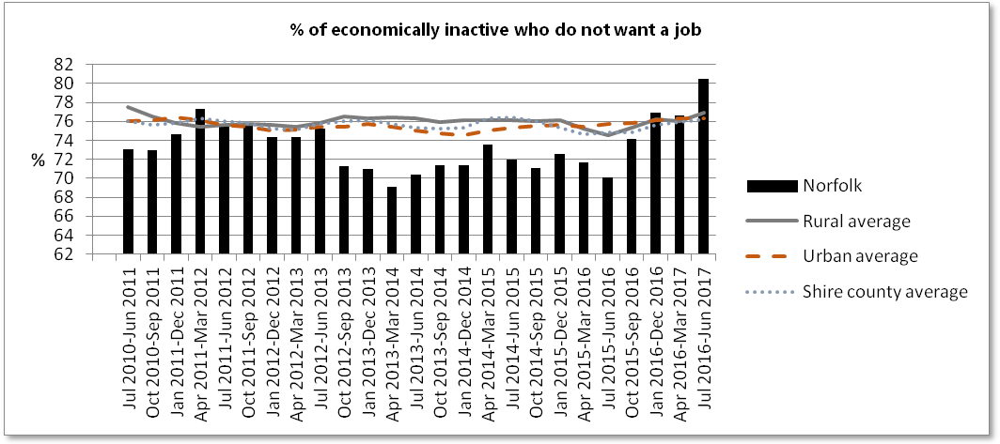 % of economically inactive who do not want a job
82
80
78
76
74
72
70
68
66
64
62
%
Jul 2010-Jun 2011
Oct 2010-Sep 2011
Jan 2011-Dec 2011
Apr 2011-Mar 2012
Jul 2011-Jun 2012
Oct 2011-Sep 2012
Jan 2012-Dec 2012
Apr 2012-Mar 2013
Jul 2012-Jun 2013
Oct 2012-Sep 2013
Jan 2013-Dec 2013
Apr 2013-Mar 2014
Jul 2013-Jun 2014
Oct 2013-Sep 2014
Jan 2014-Dec 2014
Apr 2014-Mar 2015
Jul 2014-Jun 2015
Oct 2014-Sep 2015
Jan 2015-Dec 2015
Apr 2015-Mar 2016
Jul 2015-Jun 2016
Oct 2015-Sep 2016
Jan 2016-Dec 2016
Apr 2016-Mar 2017
Jul 2016-Jun 2017
Norfolk
Rural average
Urban average
Shire county average